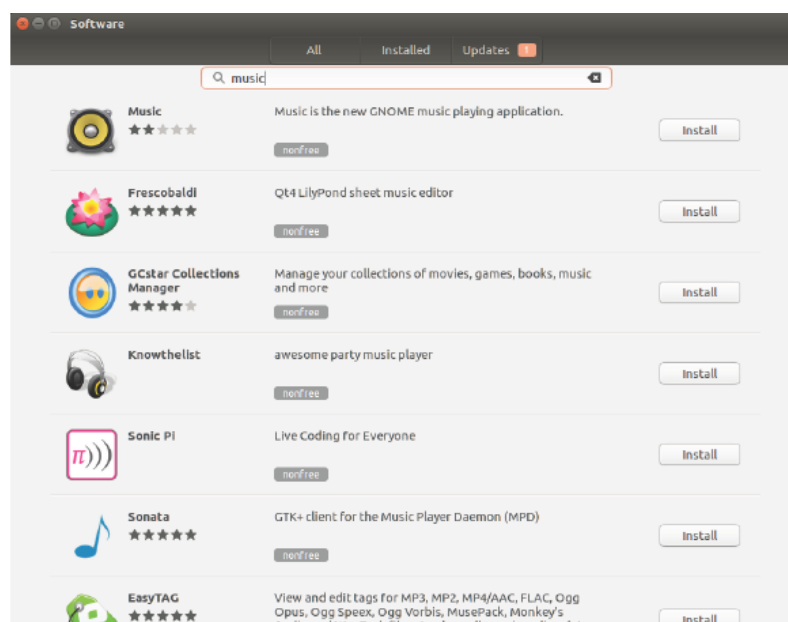 Software
All Installed Updates 1
music
Music
Music is the new GNOME music playing application.
nonfree
Install
Frescobaldi
Qt4 LilyPond sheet music editor
nonfree
Install
GCstar Collections
Manager
Manage your collections of movies, games, books, music
and more
nonfree
Install
Knowthelist
awesome party music player
nonfree
Install
Sonic Pi
Live Coding for Everyone
nonfree
Install
π)))
Sonata
GTK+ client for the Music Player Daemon (MPD)
nonfree
Install
EasyTAG
View and edit tags for MP3, MP2, MP4/AAC, FLAC, Ogg
Opus, Ogg Speex, Ogg Vorbis, MusePack, Monkey's
Install